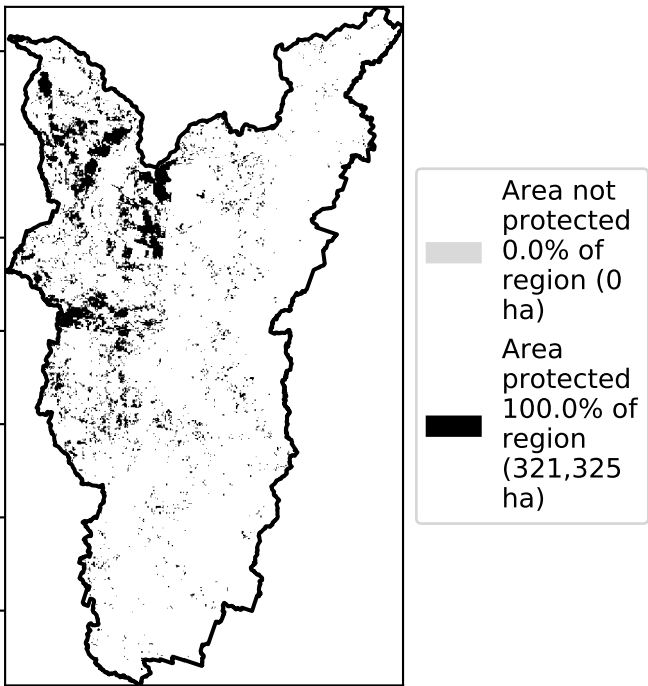 Area not
protected
0.0% of
region (0
ha)
Area
protected
100.0% of
region
(321,325
ha)